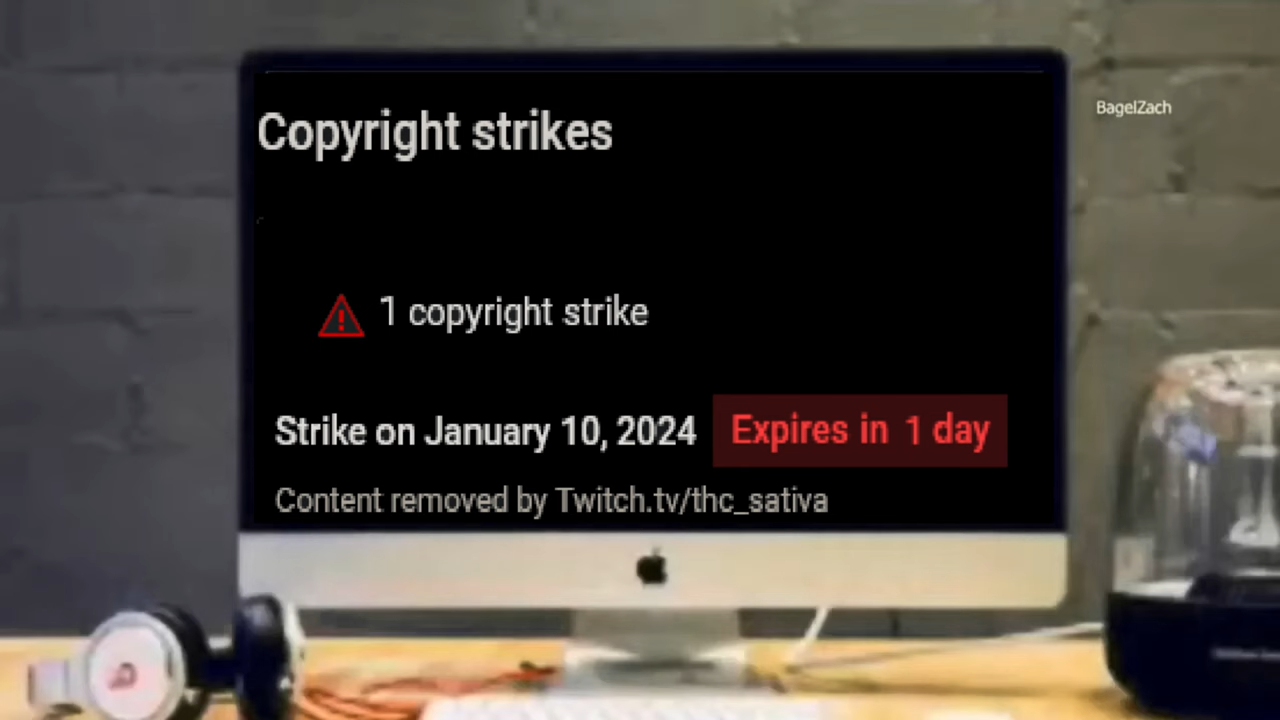 Copyright strikes
BagelZach
1 copyright strike
Strike on January 10, 2024 Expires in 1 day
Content removed by Twitch.tv/thc_sativa